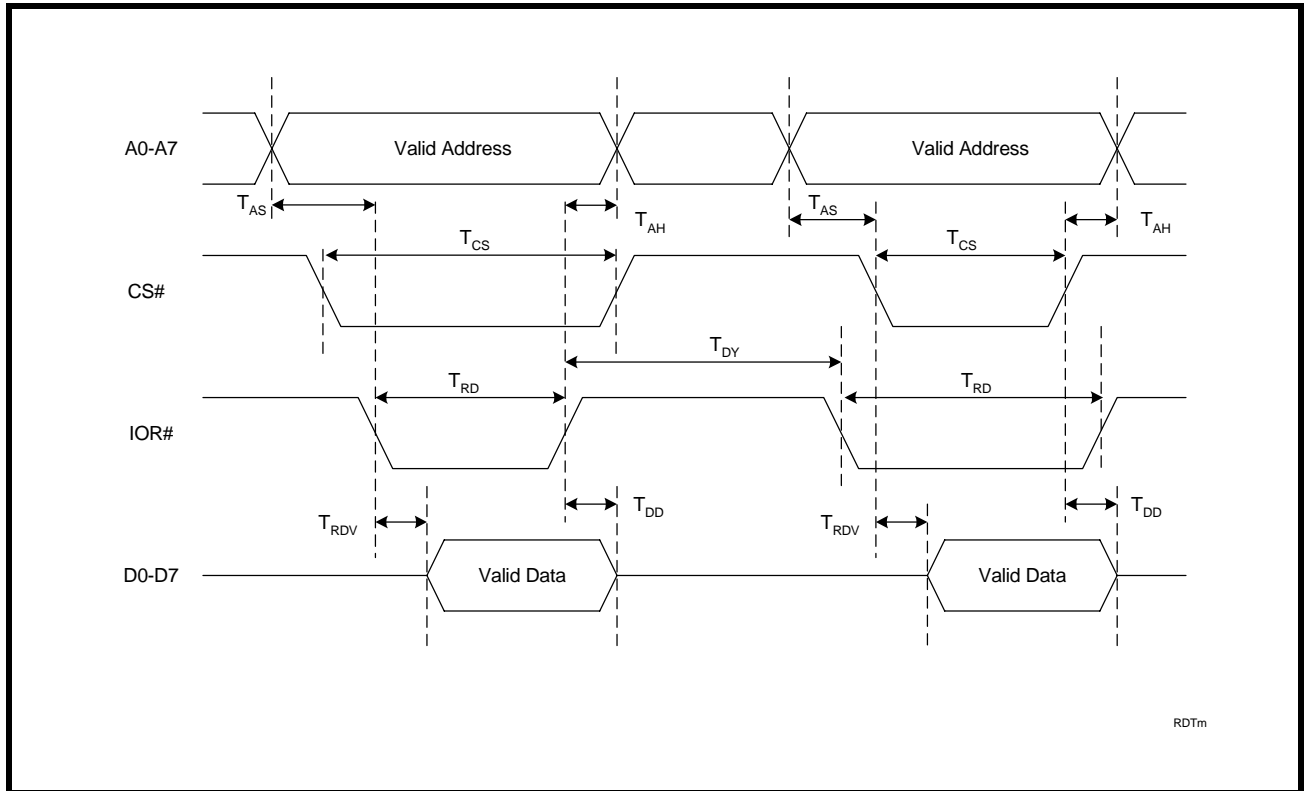 A0-A7
Valid Address
Valid Address
TAS
TAH
TAS
TAH
TCS
TCS
CS#
TDY
TRD
TRD
IOR#
TRDV
TDD
TRDV
TDD
D0-D7
Valid Data
Valid Data
RDTm